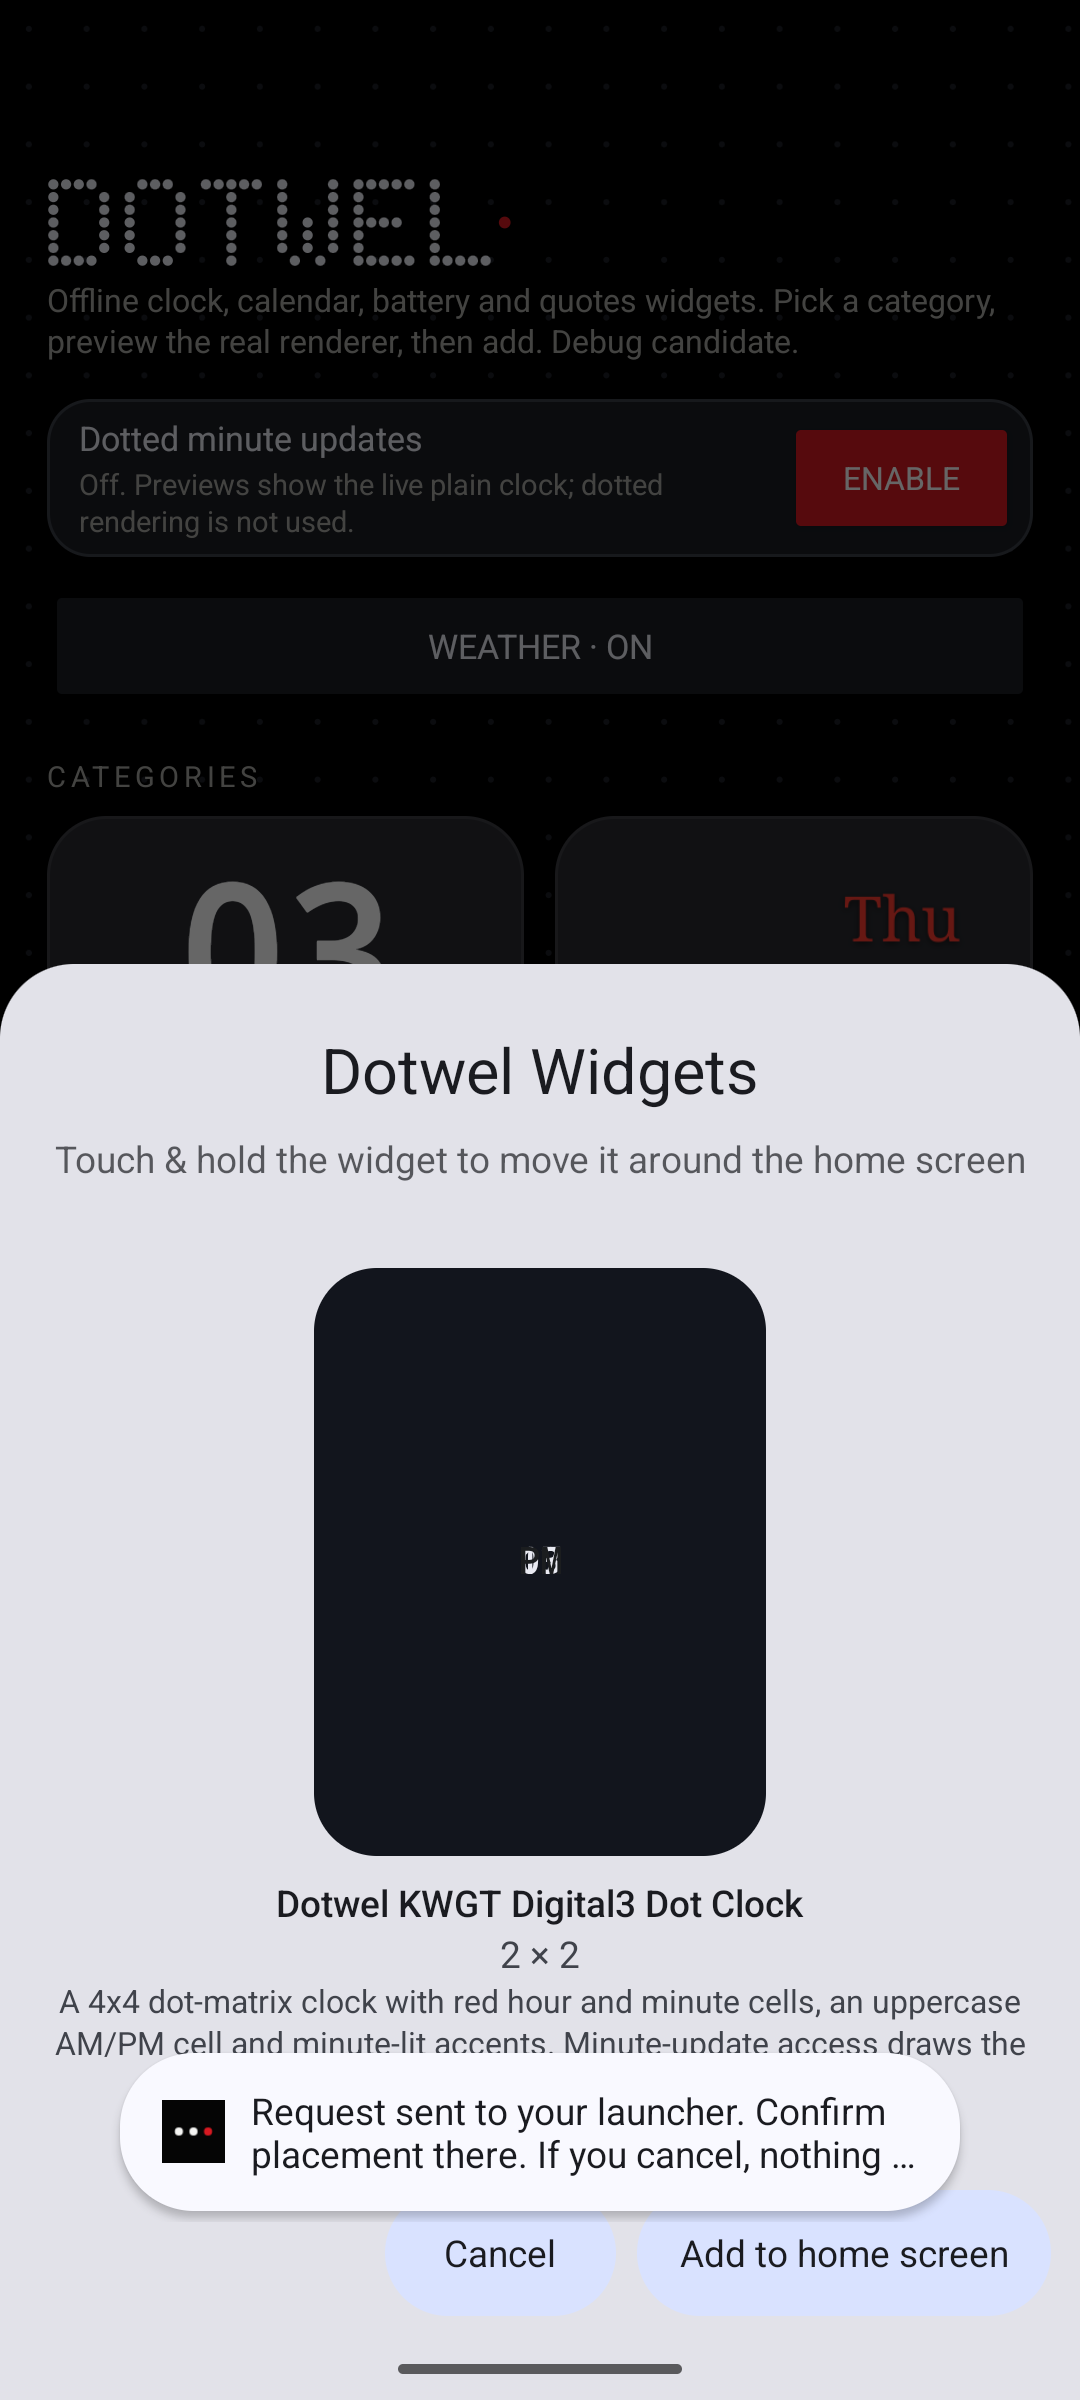 DOTWEL
Offline clock, calendar, battery and quotes widgets. Pick a category,
preview the real renderer, then add. Debug candidate.
Dotted minute updates
Off. Previews show the live plain clock; dotted
rendering is not used.
ENABLE
WEATHER · ON
CATEGORIES
03
Thu
Dotwel Widgets
Touch & hold the widget to move it around the home screen
Dotwel KWGT Digital3 Dot Clock
2 × 2
A 4x4 dot-matrix clock with red hour and minute cells, an uppercase
AM/PM cell and minute-lit accents. Minute-update access draws the
Request sent to your launcher. Confirm
placement there. If you cancel, nothing ...
Cancel
Add to home screen